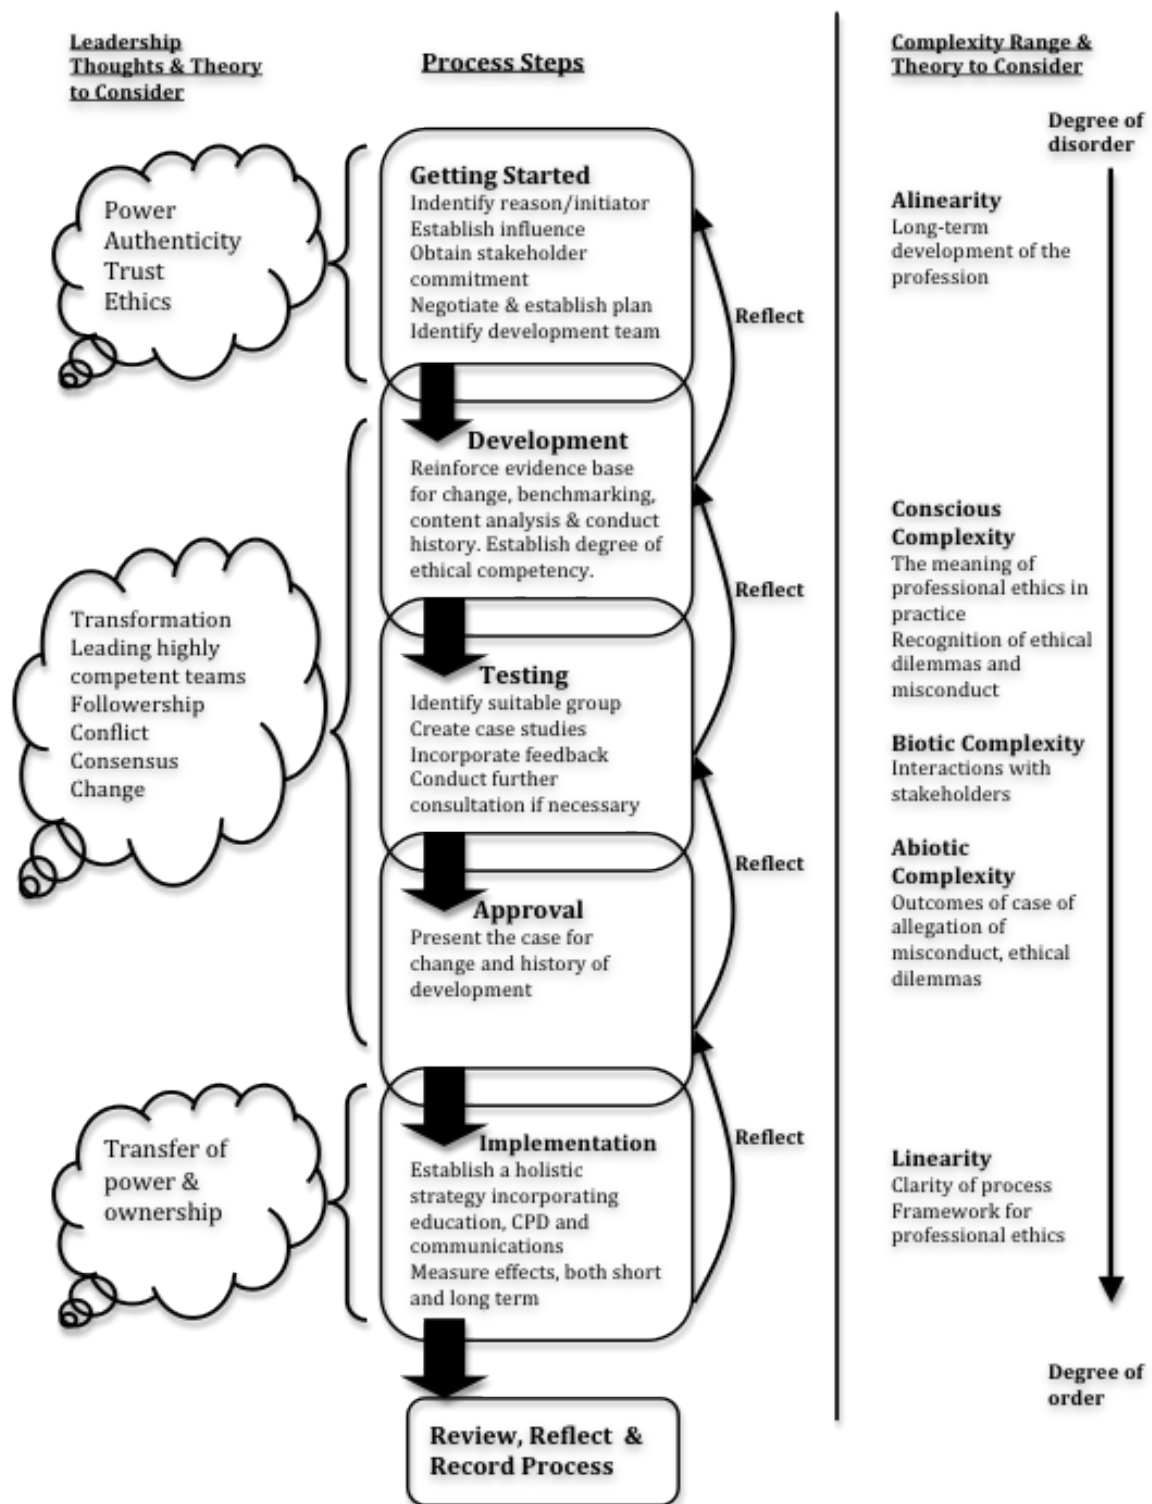 Leadership
Thoughts & Theory
to Consider
Process Steps
Complexity Range &
Theory to Consider
Power
Authenticity
Trust
Ethics
Getting Started
Indentify reason/initiator
Establish influence
Obtain stakeholder
commitment
Negotiate & establish plan
Identify development team
Reflect
Degree of
disorder
Alinearity
Long-term
development of the
profession
Transformation
Leading highly
competent teams
Followership
Conflict
Consensus
Change
Development
Reinforce evidence base
for change, benchmarking,
content analysis & conduct
history. Establish degree of
ethical competency.
Reflect
Testing
Identify suitable group
Create case studies
Incorporate feedback
Conduct further
consultation if necessary
Reflect
Approval
Present the case for
change and history of
development
Conscious
Complexity
The meaning of
professional ethics in
practice
Recognition of ethical
dilemmas and
misconduct
Biotic Complexity
Interactions with
stakeholders
Abiotic
Complexity
Outcomes of case of
allegation of
misconduct, ethical
dilemmas
Transfer of
power &
ownership
Implementation
Establish a holistic
strategy incorporating
education, CPD and
communications
Measure effects, both short
and long term
Reflect
Linearity
Clarity of process
Framework for
professional ethics
Degree of
order
Review, Reflect &
Record Process